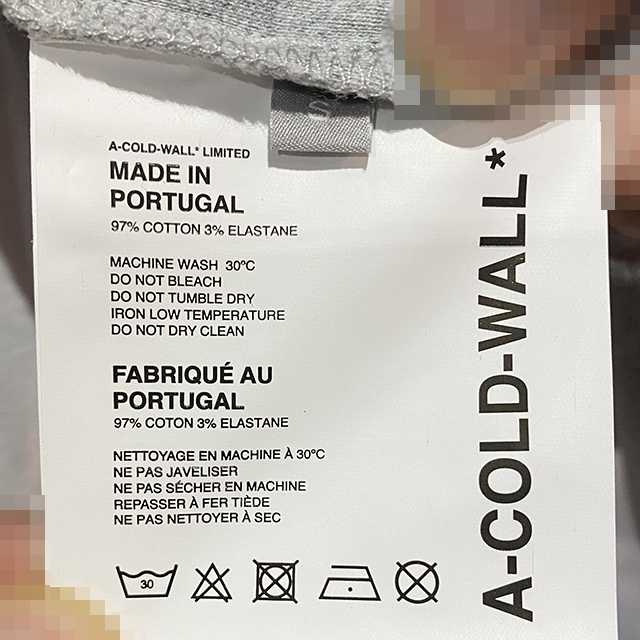 S
A-COLD-WALL* LIMITED
MADE IN
PORTUGAL
97% COTTON 3% ELASTANE
MACHINE WASH 30ºC
DO NOT BLEACH
DO NOT TUMBLE DRY
IRON LOW TEMPERATURE
DO NOT DRY CLEAN
FABRIQUÉ AU
PORTUGAL
97% COTON 3% ELASTANE
NETTOYAGE EN MACHINE À 30ºC
NE PAS JAVELISER
NE PAS SÉCHER EN MACHINE
REPASSER À FER TIÈDE
NE PAS NETTOYER À SEC
30
A-COLD-WALL*